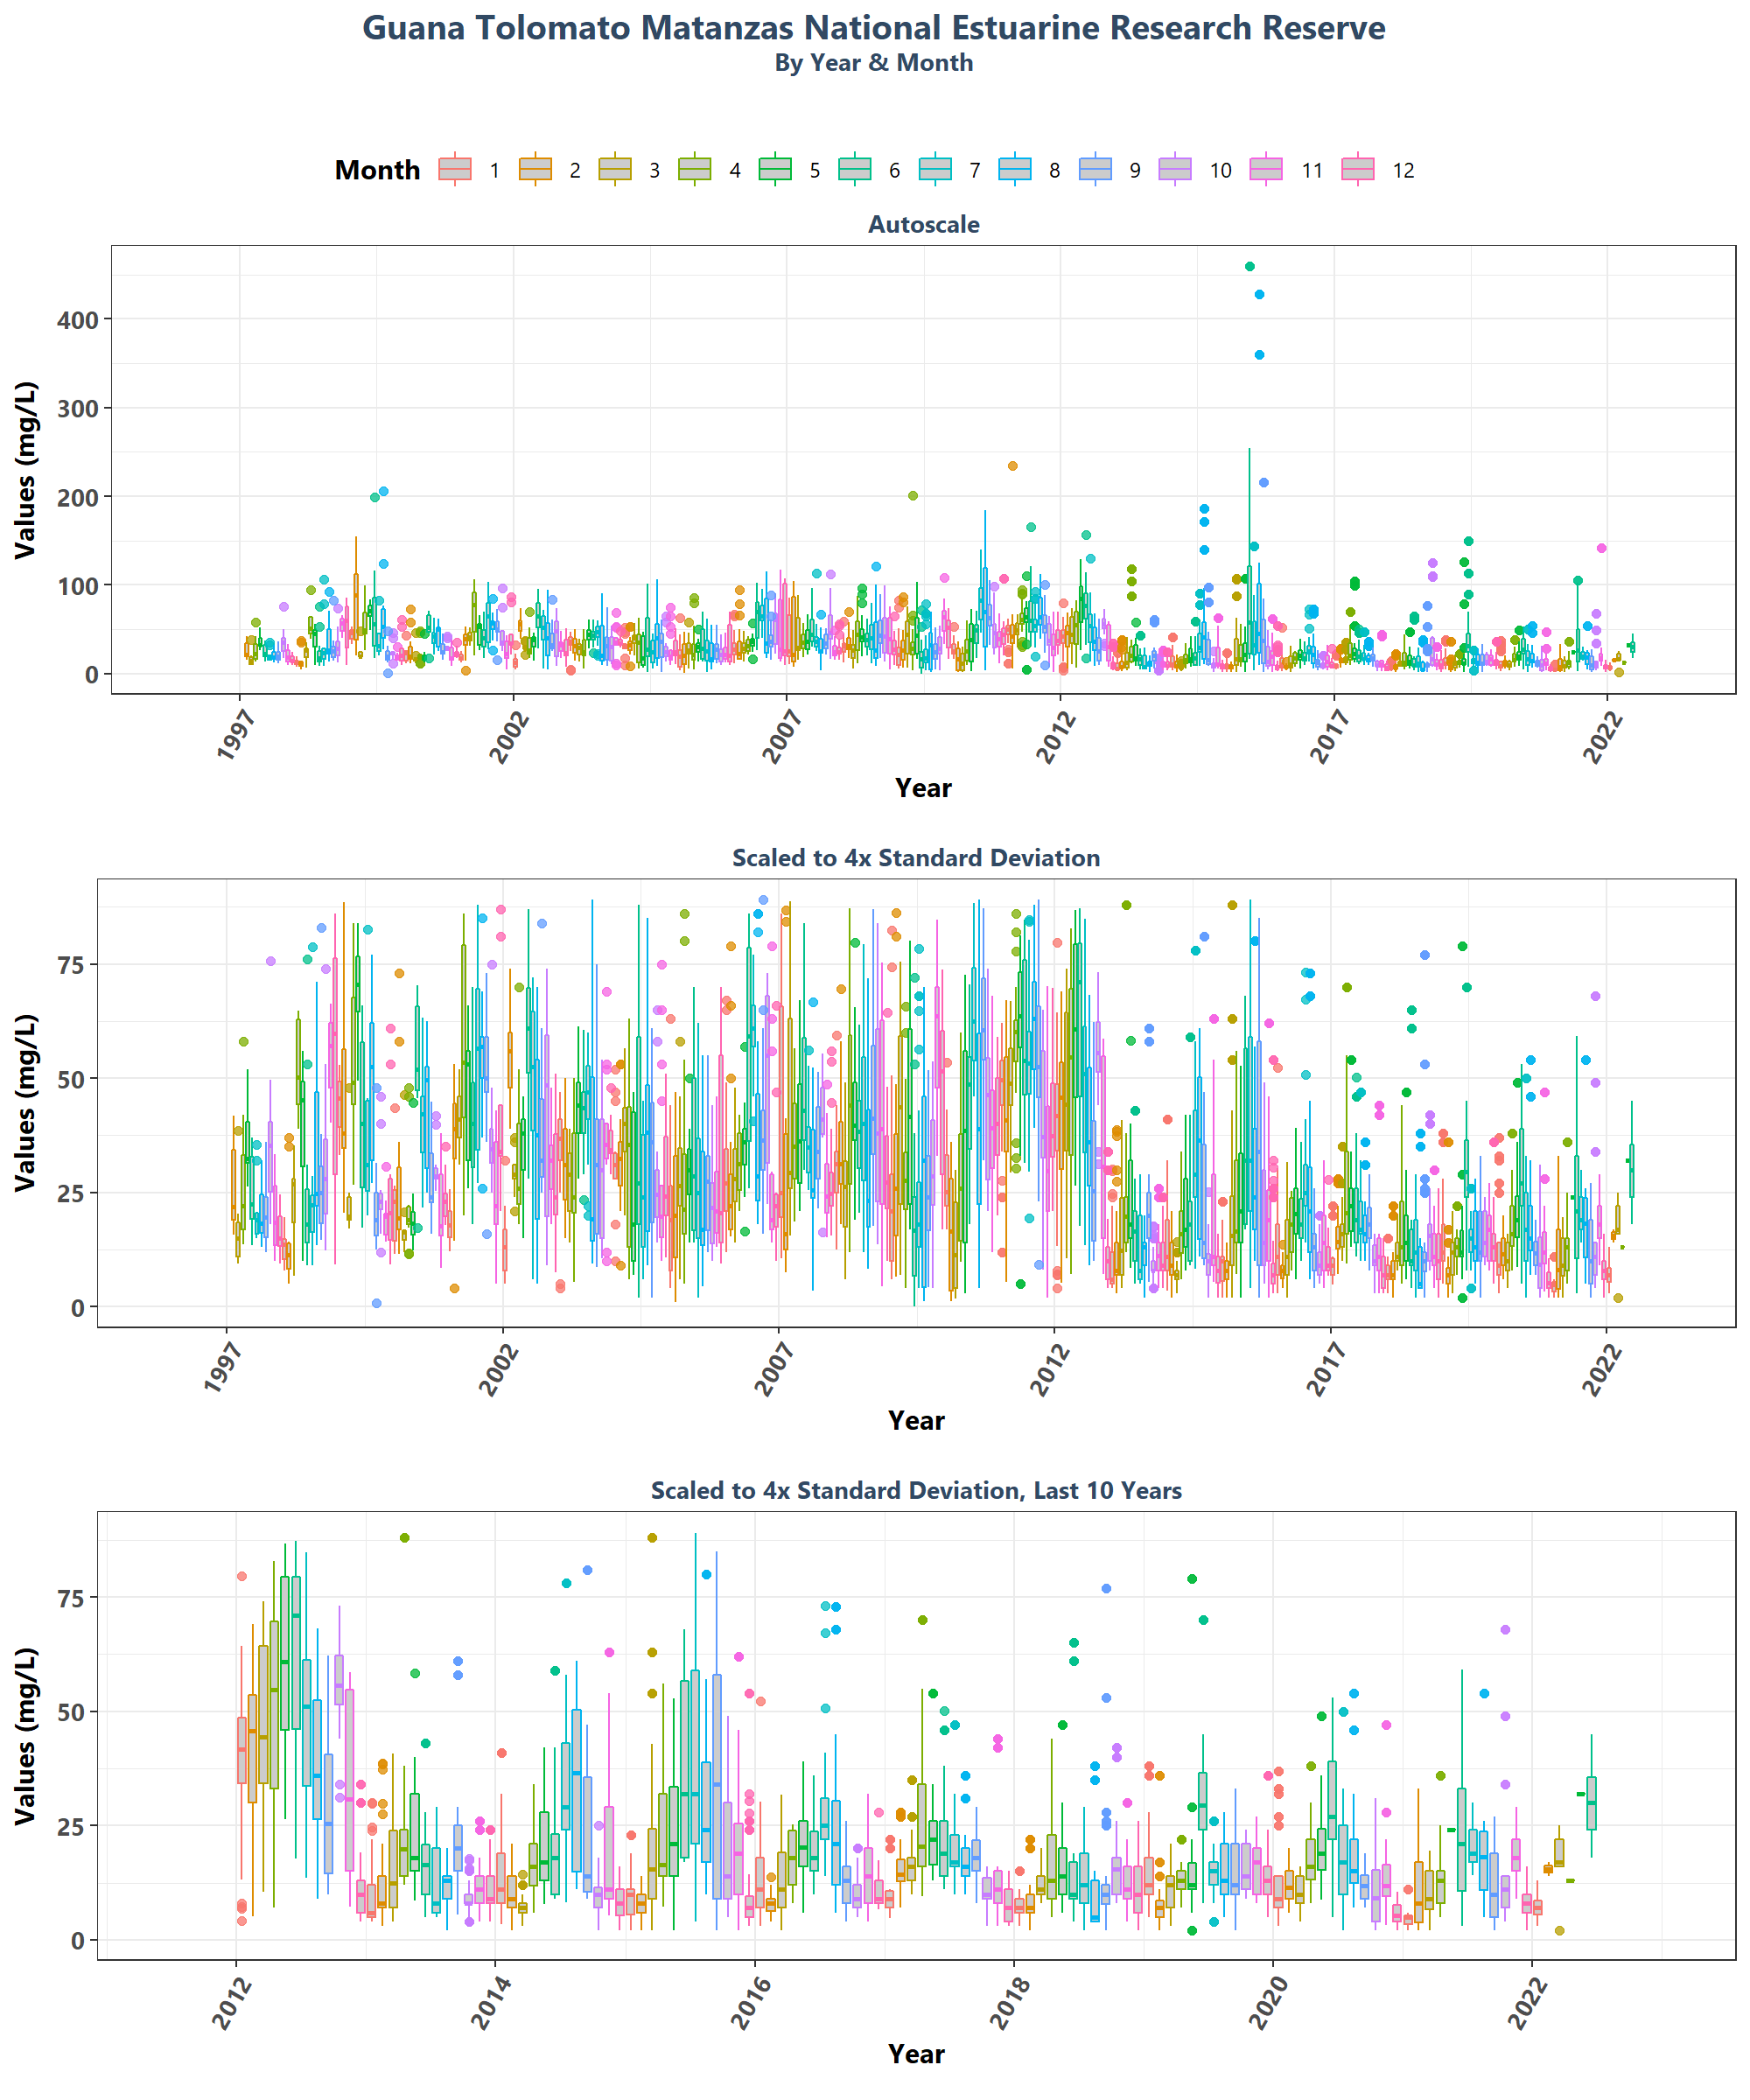 Guana Tolomato Matanzas National Estuarine Research Reserve
By Year & Month
Month 1 2 3 4 5 6 7 8 9 10 11 12
Autoscale
Values (mg/L)
400
300
200
100
0
1997 2002 2007 2012 2017 2022
Year
Scaled to 4x Standard Deviation
Values (mg/L)
75
50
25
0
1997 2002 2007 2012 2017 2022
Year
Scaled to 4x Standard Deviation, Last 10 Years
Values (mg/L)
75
50
25
0
2012 2014 2016 2018 2020 2022
Year